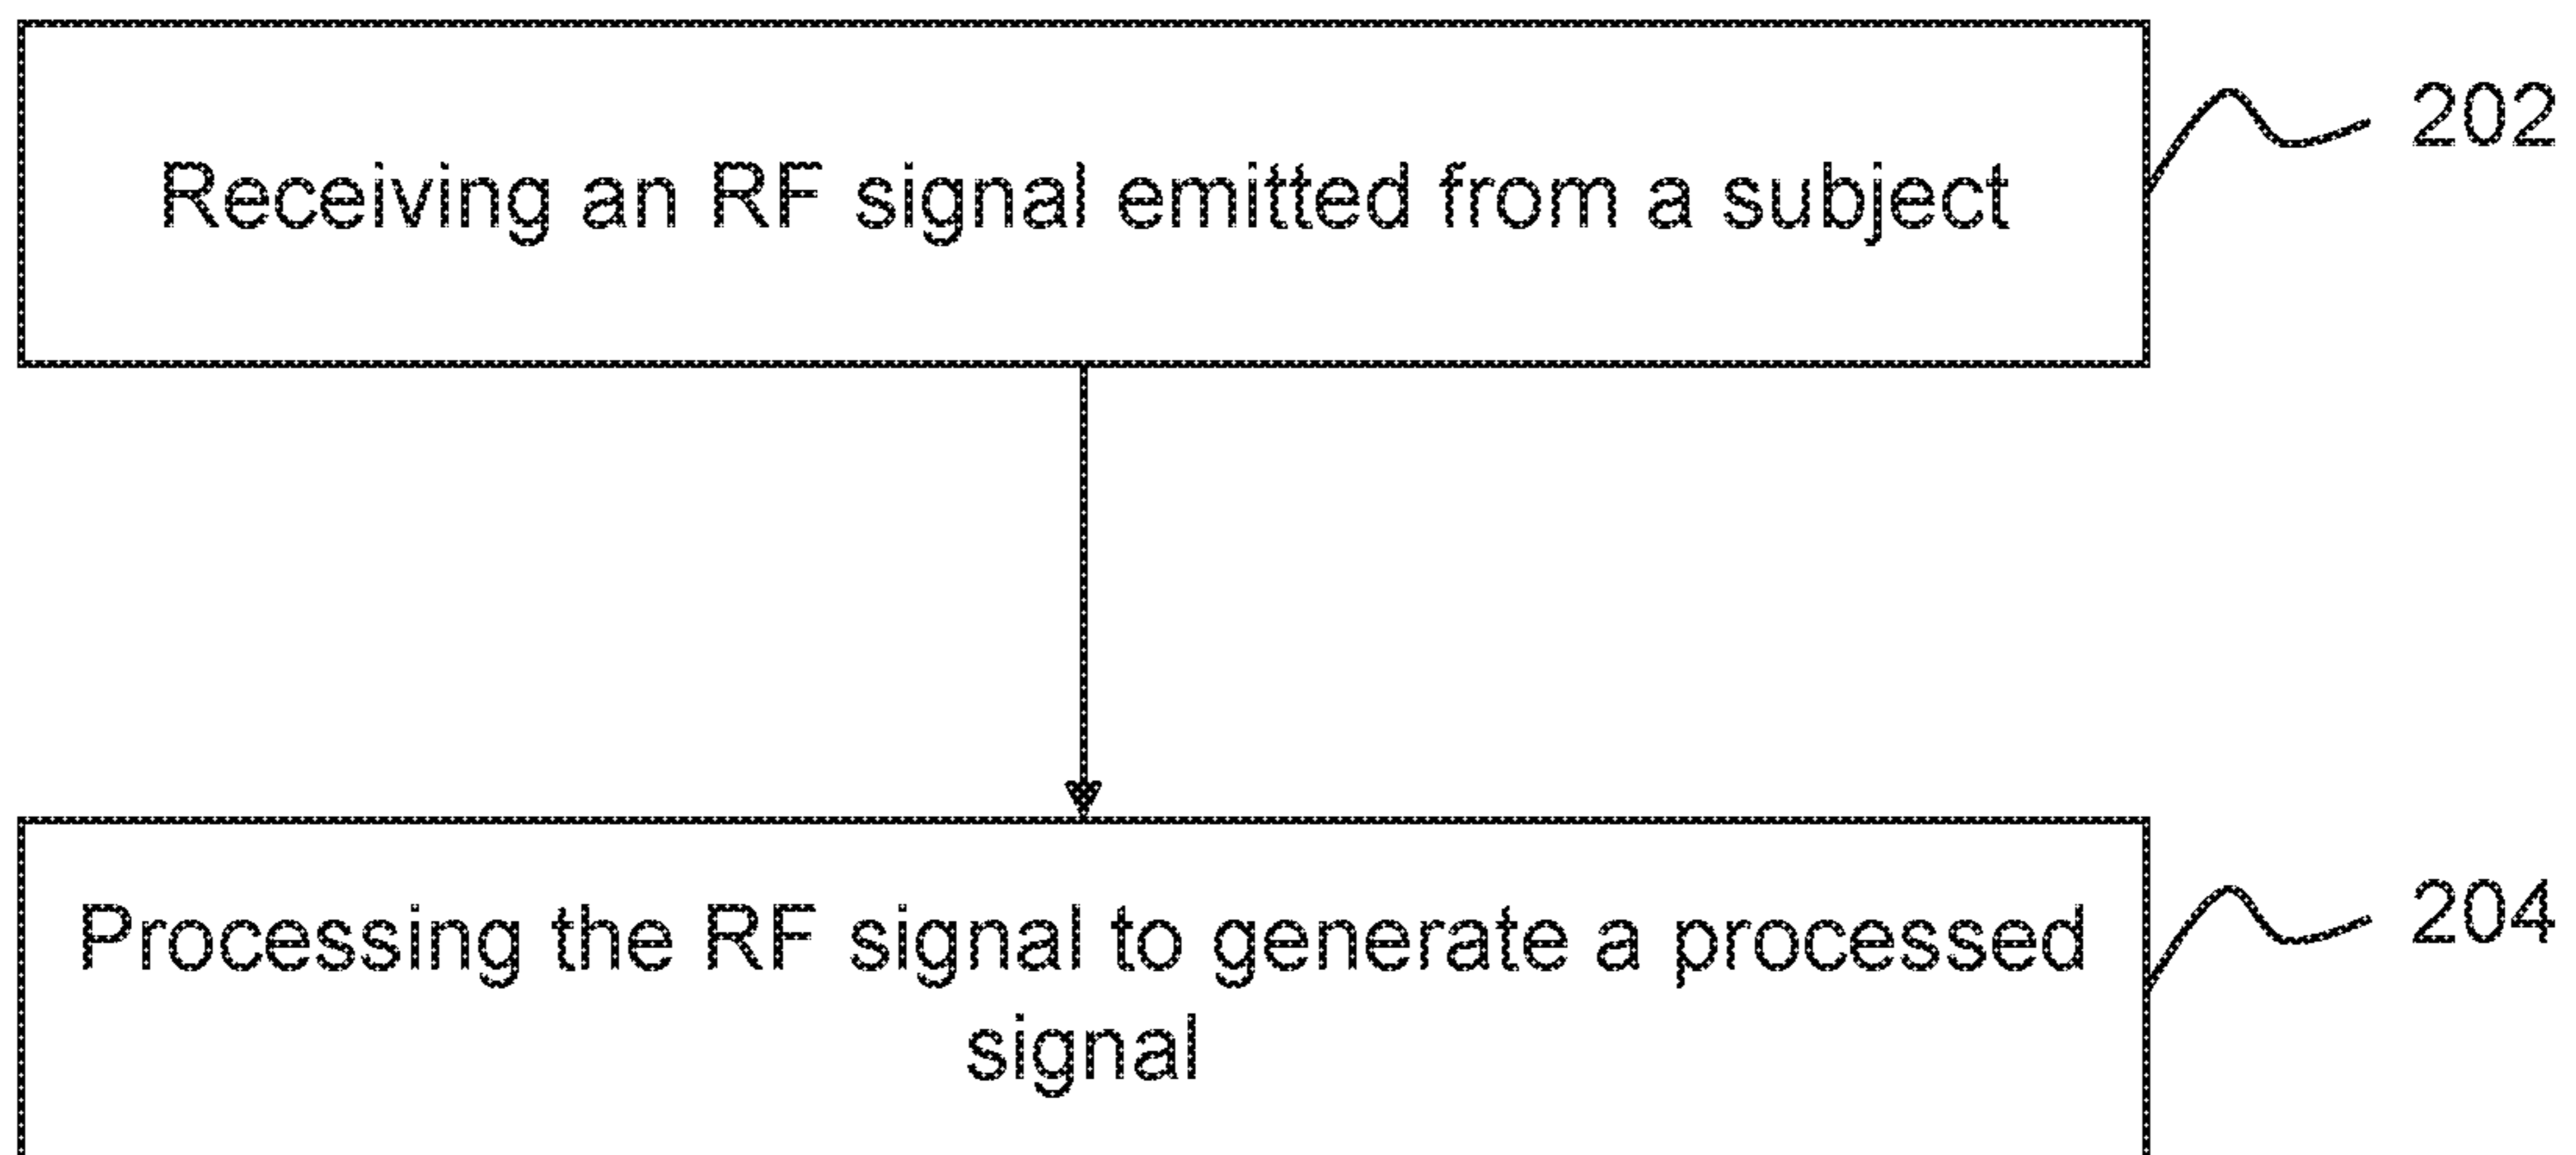 Receiving an RF signal emitted from a subject
202
Processing the RF signal to generate a processed
signal
204